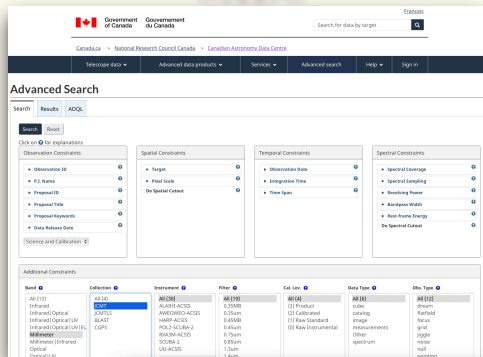 Français
Government of Canada
Gouvernement du Canada
Search for data by target
Canada.ca > National Research Council Canada > Canadian Astronomy Data Centre
Telescope data Advanced data products Services Advanced search Help Sign in
Advanced Search
Search Results ADQL
Search Reset
Click on ? for explanations
Observation Constraints
Observation ID
P.I. Name
Proposal ID
Proposal Title
Proposal Keywords
Data Release Date
Science and Calibration
Spatial Constraints
Target
Pixel Scale
Do Spatial Cutout
Temporal Constraints
Observation Date
Integration Time
Time Span
Spectral Constraints
Spectral Coverage
Spectral Sampling
Resolving Power
Bandpass Width
Rest-frame Energy
Do Spectral Cutout
Additional Constraints
Band
All (13)
Infrared
Infrared|Optical
Infrared|Optical|UV
Infrared|Optical|UV|EL
Millimeter
Millimeter|Infrared
Optical
Collection
All (4)
JCMT
JCMTLS
BLAST
CGPS
Instrument
All (30)
ALAIHI-ACSIS
AWEOWEO-ACSIS
HARP-ACSIS
POL2-SCUBA-2
RXA3M-ACSIS
SCUBA-2
UU-ACSIS
Filter
All (19)
0.35MB
0.35um
0.45MB
0.45um
0.75um
0.85um
1.3um
Cal. Lev.
All (4)
(3) Product
(2) Calibrated
(1) Raw Standard
(0) Raw Instrumental
Data Type
All (6)
cube
catalog
image
measurements
Other
spectrum
Obs. Type
All (12)
dream
flatfield
focus
grid
jiggle
noise
null